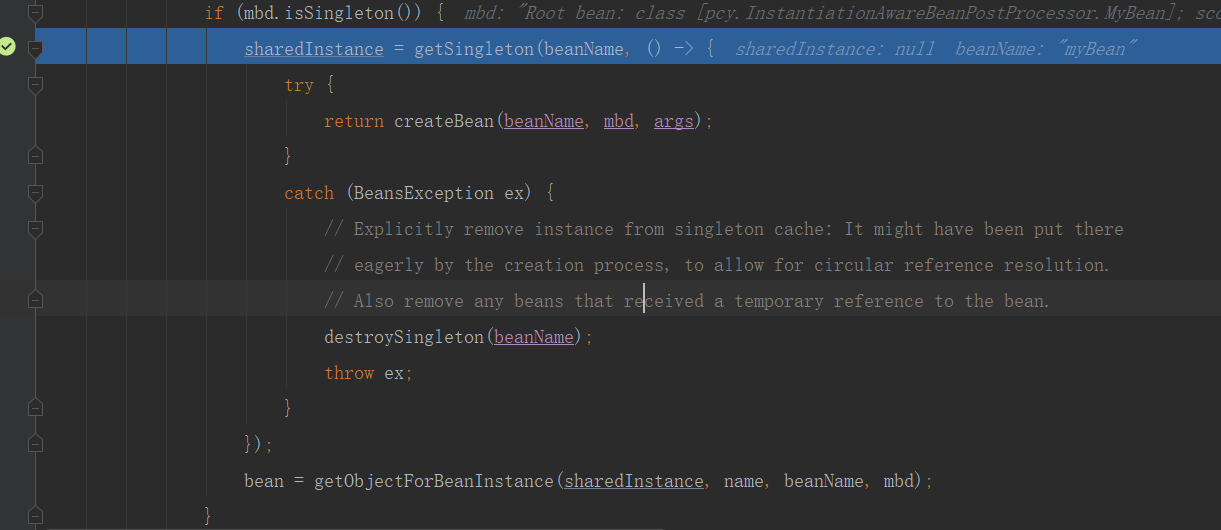 if (mbd.isSingleton()) { mbd: "Root bean: class [pcy.InstantiationAwareBeanPostProcessor.MyBean]; sco
sharedInstance = getSingleton(beanName, () -> { sharedInstance: null beanName: "myBean"
try {
return createBean(beanName, mbd, args);
}
catch (BeansException ex) {
// Explicitly remove instance from singleton cache: It might have been put there
// eagerly by the creation process, to allow for circular reference resolution.
// Also remove any beans that received a temporary reference to the bean.
destroySingleton(beanName);
throw ex;
}
});
bean = getObjectForBeanInstance(sharedInstance, name, beanName, mbd);
}